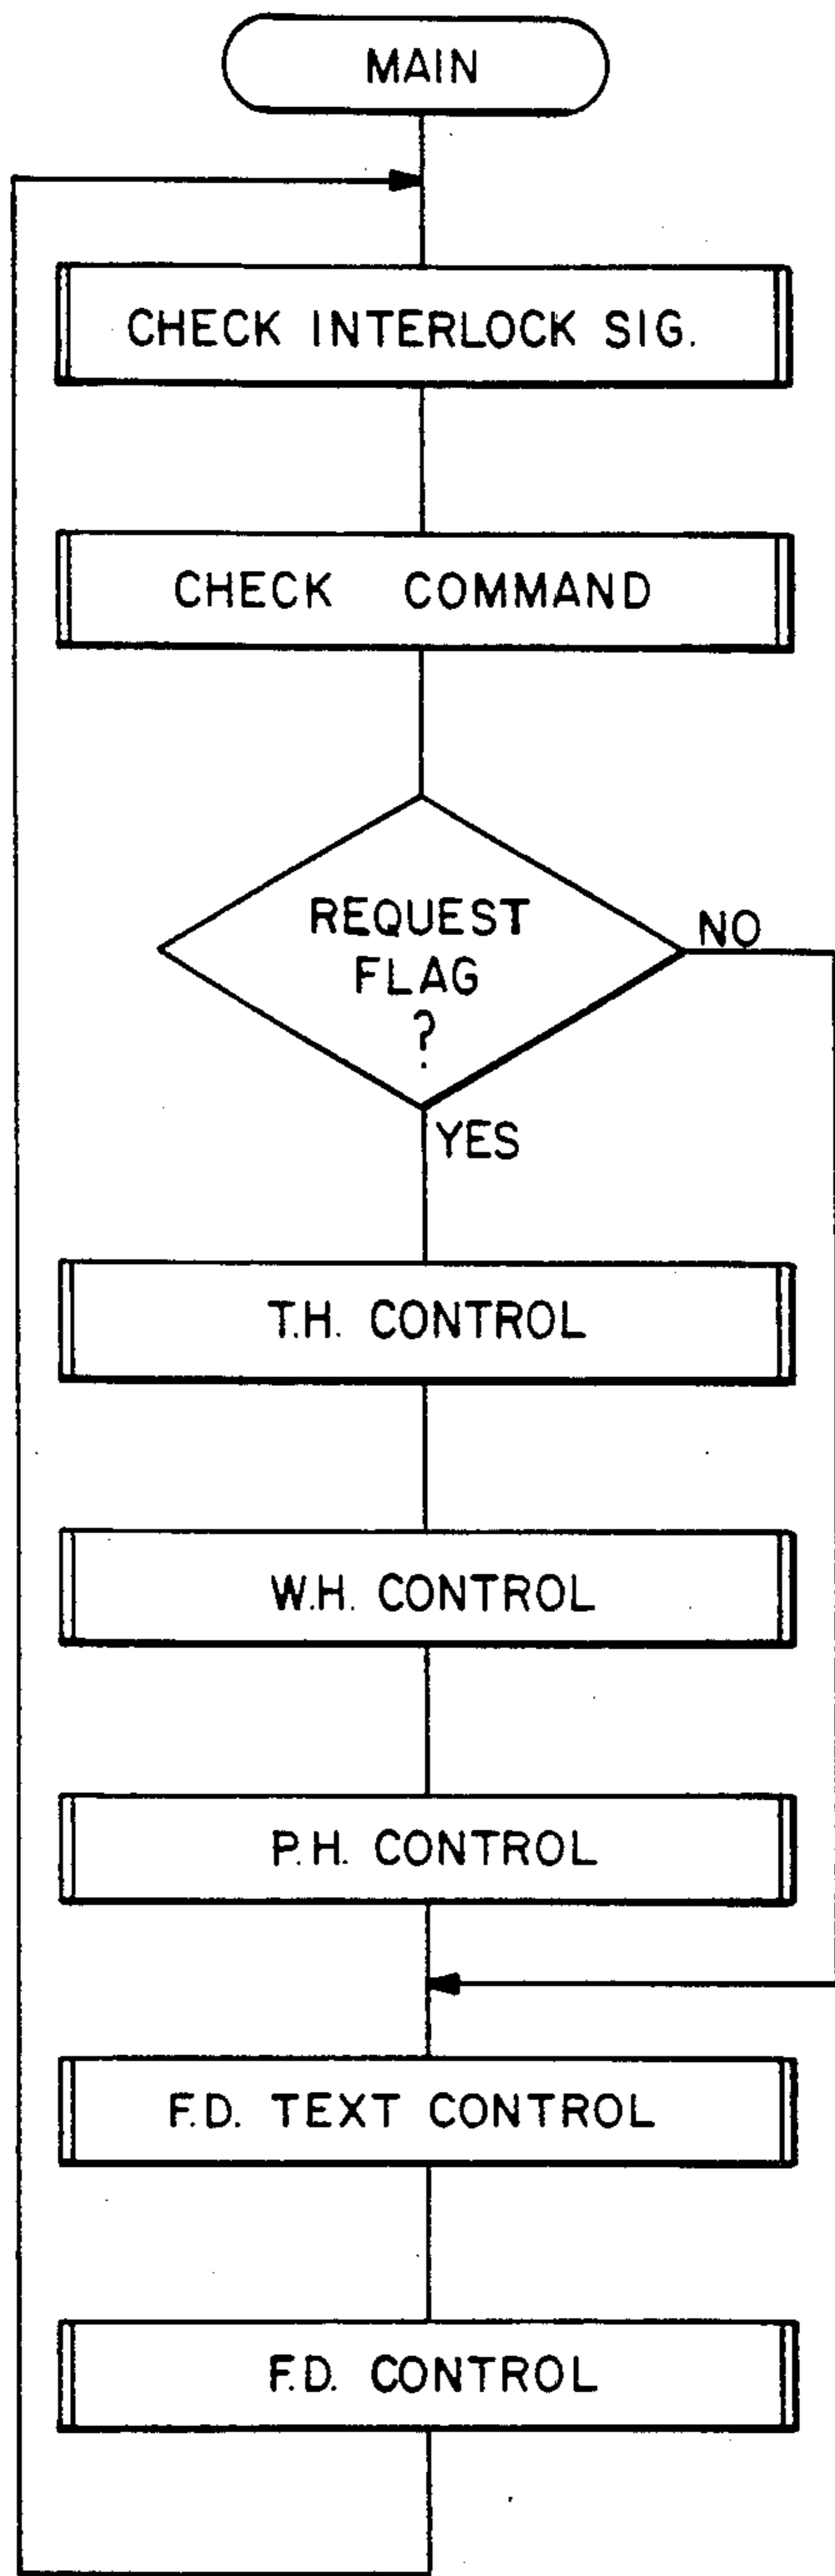 MAIN
CHECK INTERLOCK SIG.
CHECK COMMAND
REQUEST
FLAG
?
NO
YES
T.H. CONTROL
W.H. CONTROL
P.H. CONTROL
F.D. TEXT CONTROL
F.D. CONTROL